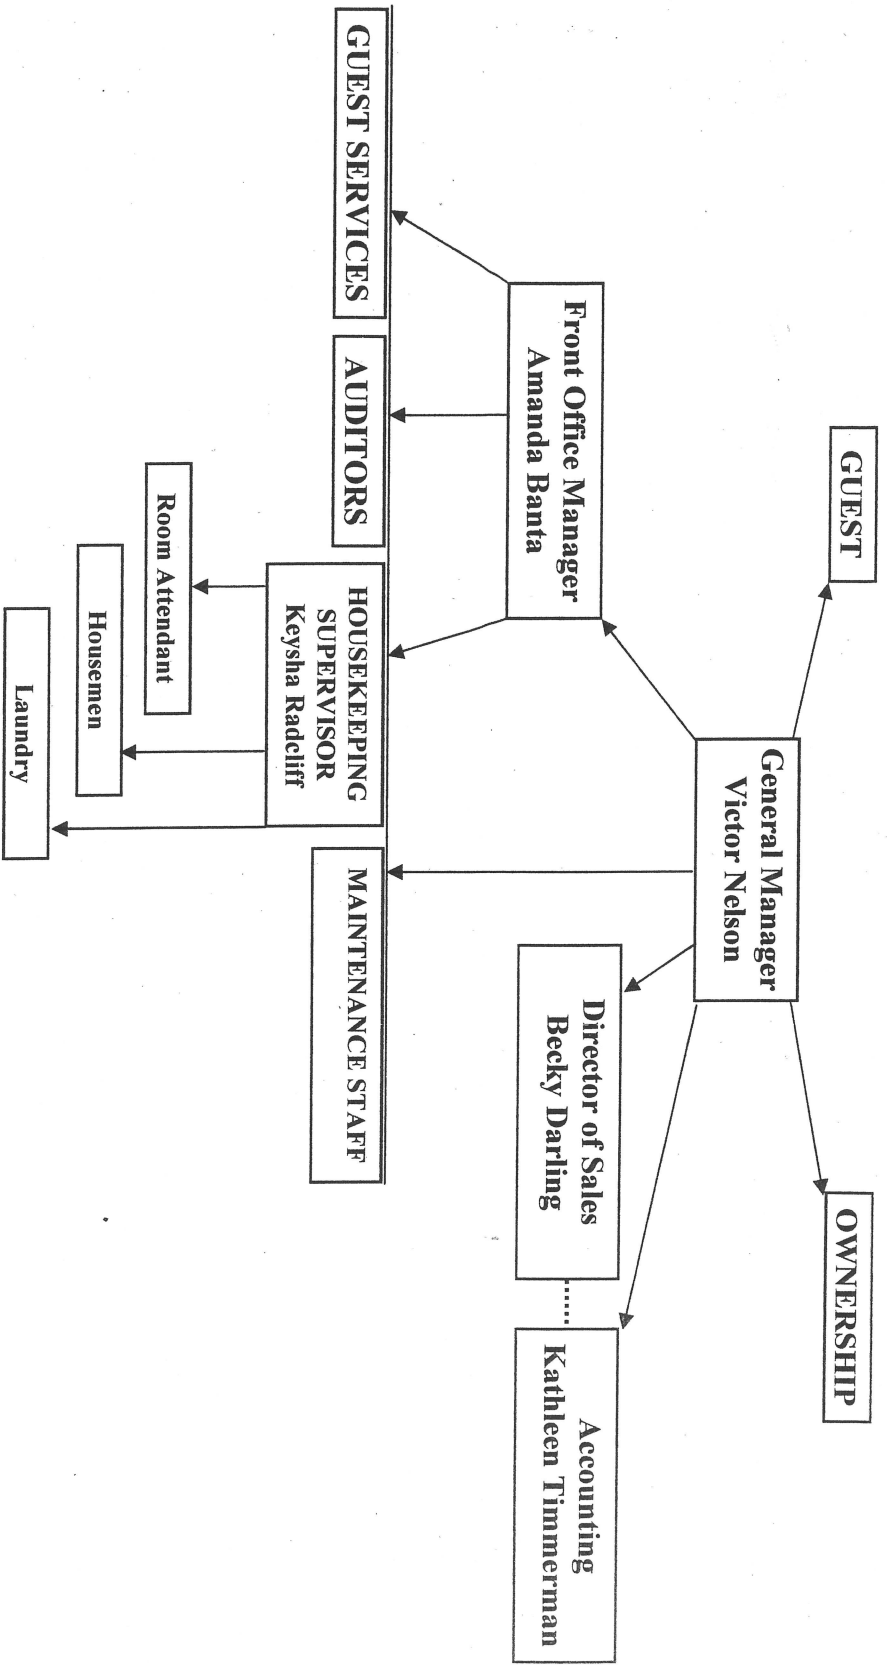 GUEST
OWNERSHIP
General Manager
Victor Nelson
Front Office Manager
Amanda Banta
Director of Sales
Becky Darling
Accounting
Kathleen Timmerman
GUEST SERVICES
AUDITORS
HOUSEKEEPING
SUPERVISOR
Keysha Radcliff
MAINTENANCE STAFF
Room Attendant
Housemen
Laundry